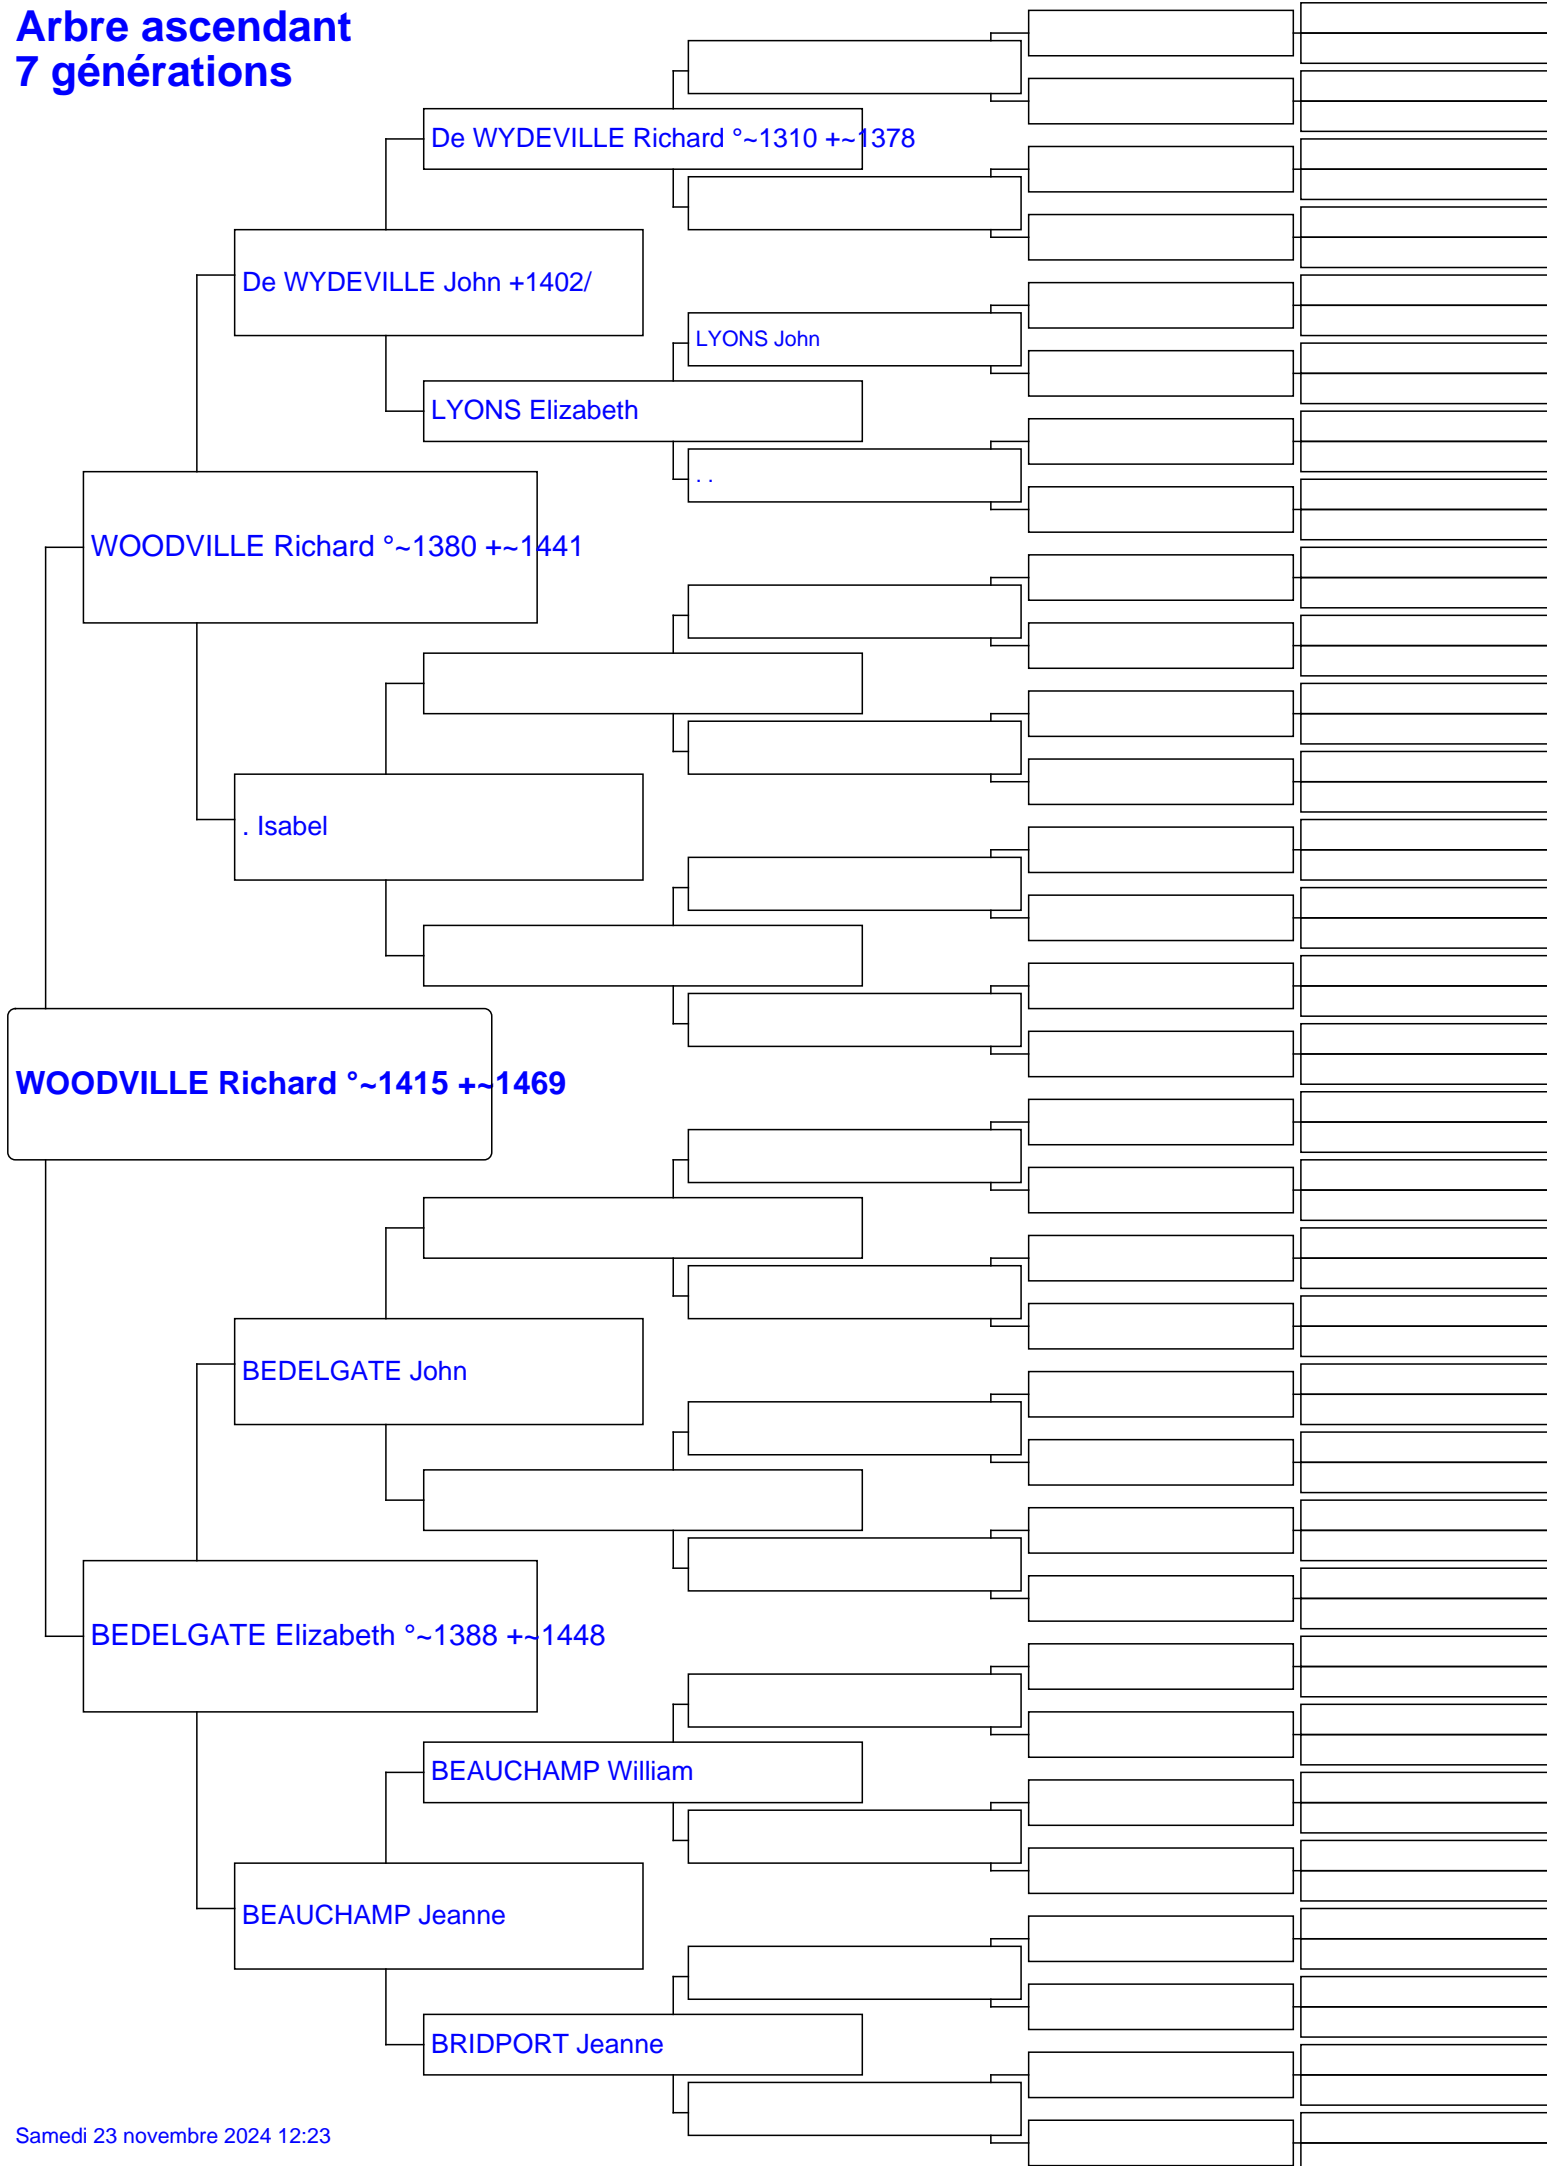 Arbre ascendant
7 générations
De WYDEVILLE Richard °~1310 +~1378
De WYDEVILLE John +1402/
LYONS John
LYONS Elizabeth
. .
WOODVILLE Richard °~1380 +~1441
. Isabel
WOODVILLE Richard °~1415 +~1469
BEDELGATE John
BEDELGATE Elizabeth °~1388 +~1448
BEAUCHAMP William
BEAUCHAMP Jeanne
BRIDPORT Jeanne
Samedi 23 novembre 2024 12:23